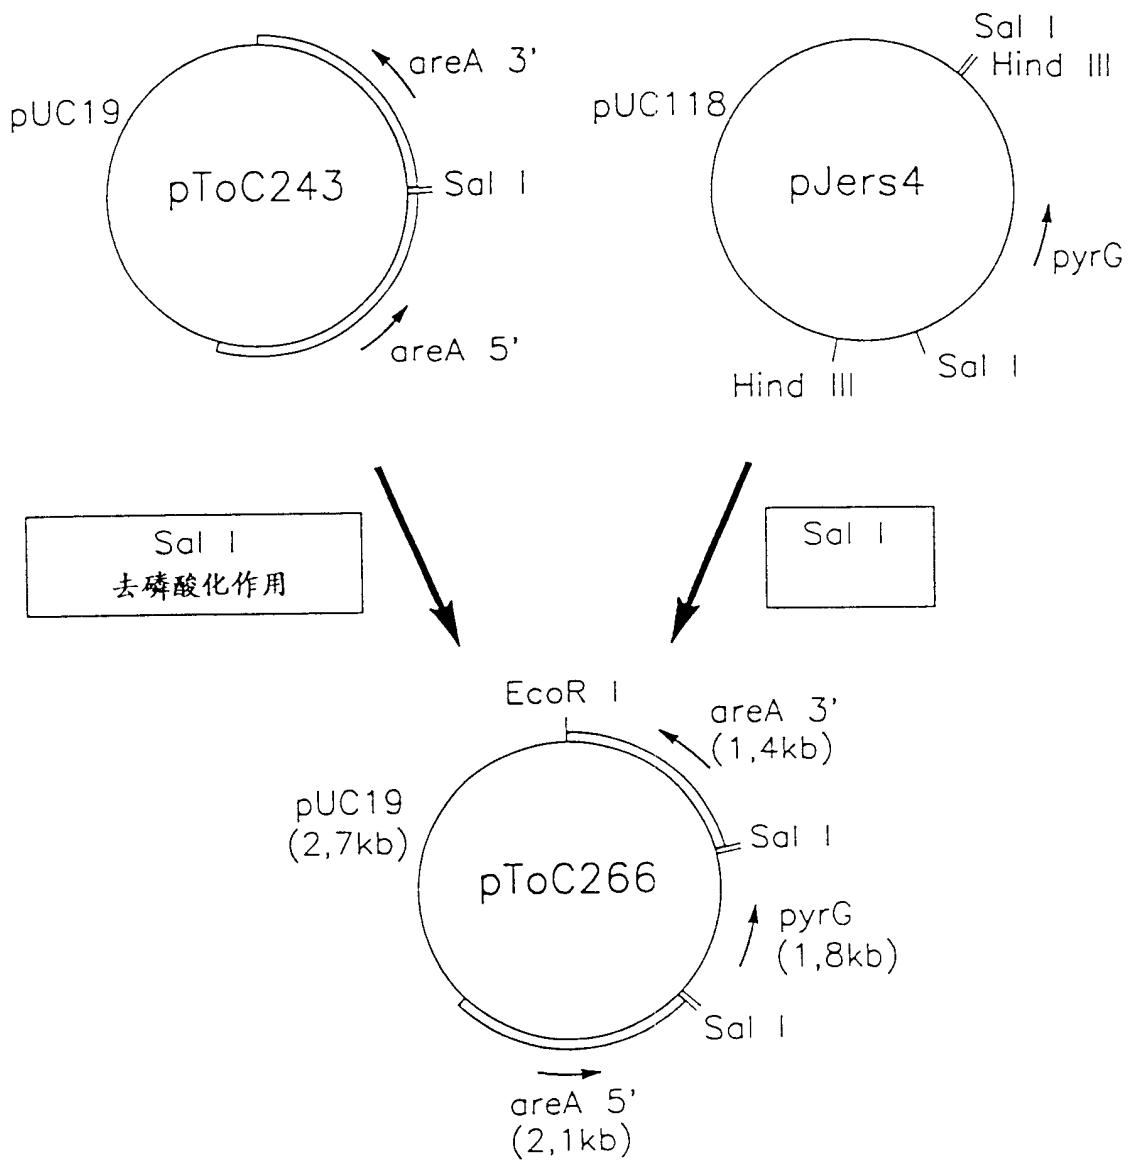 areA 3'
pUC19
pToC243
Sal I
areA 5'
Sal I
Hind III
pUC118
pJers4
pyrG
Sal I
Hind III
Sal I
去磷酸化作用
Sal I
EcoR I
areA 3'
(1,4kb)
pUC19
(2,7kb)
Sal I
pToC266
pyrG
(1,8kb)
Sal I
areA 5'
(2,1kb)